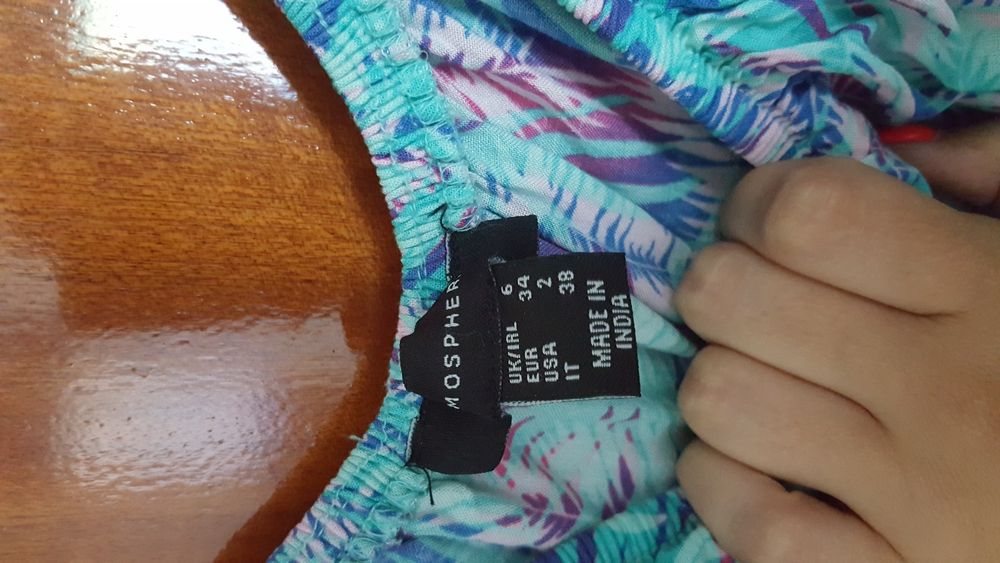 MOSPHER
UK/IRL 6
EUR 34
USA 2
IT 38
MADE IN
INDIA